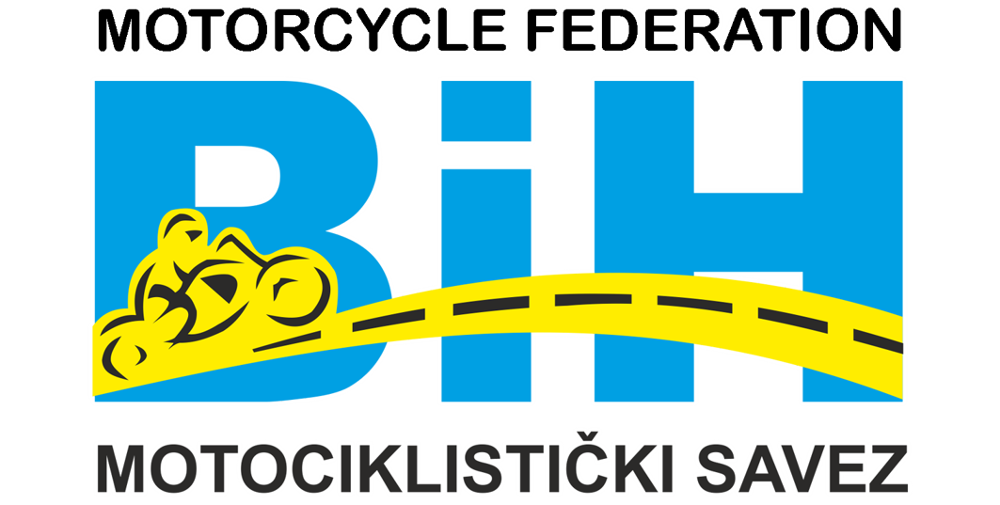 MOTORCYCLE FEDERATION
BiH
MOTOCIKLISTIČKI SAVEZ